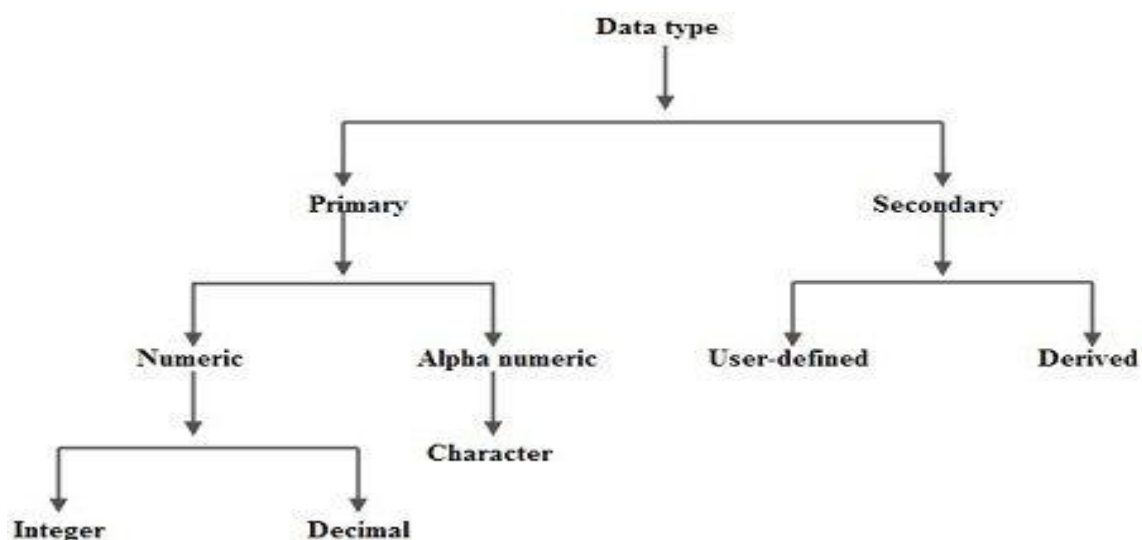 Data type
Primary
Secondary
Numeric
Alpha numeric
User-defined
Derived
Character
Integer
Decimal